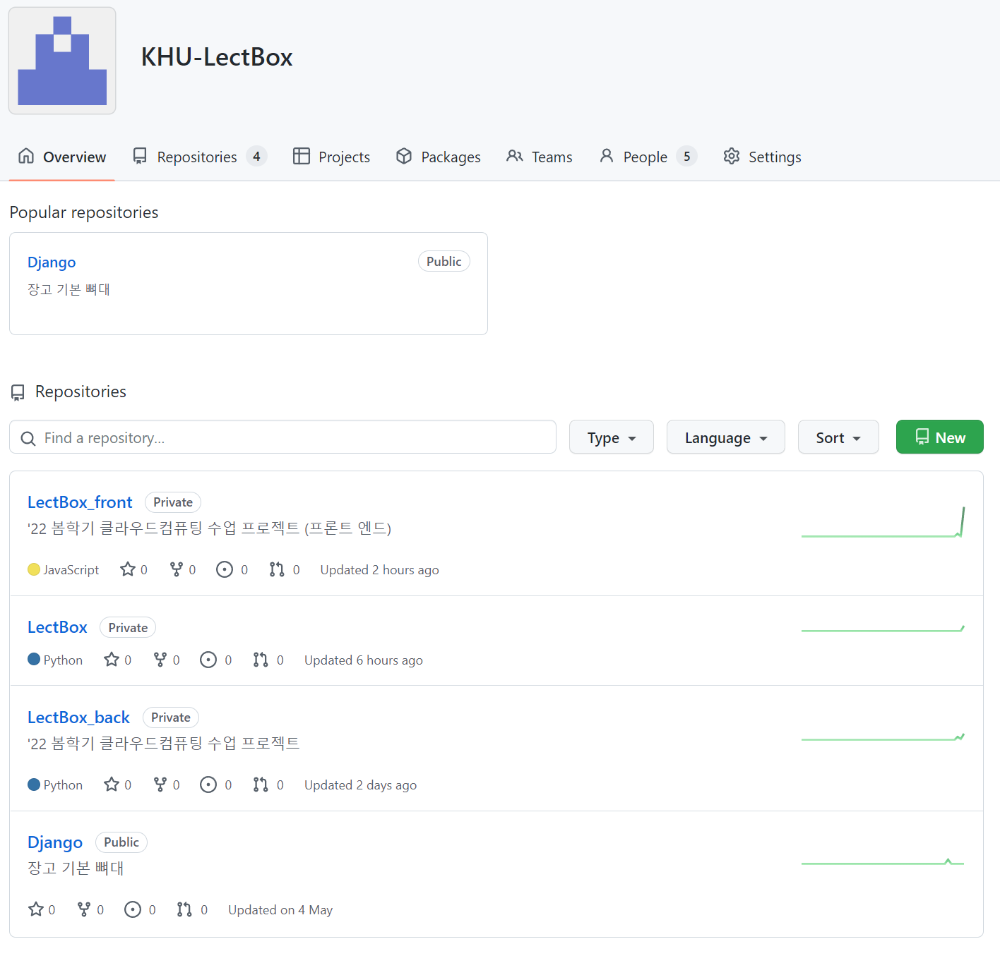 KHU-LectBox
Overview Repositories 4 Projects Packages Teams People 5 Settings
Popular repositories
Django Public
장고 기본 뼈대
Repositories
Find a repository... Type Language Sort New
LectBox_front Private
'22 봄학기 클라우드컴퓨팅 수업 프로젝트 (프론트 엔드)
JavaScript 0 0 0 0 Updated 2 hours ago
LectBox Private
Python 0 0 0 0 Updated 6 hours ago
LectBox_back Private
'22 봄학기 클라우드컴퓨팅 수업 프로젝트
Python 0 0 0 0 Updated 2 days ago
Django Public
장고 기본 뼈대
0 0 0 0 Updated on 4 May